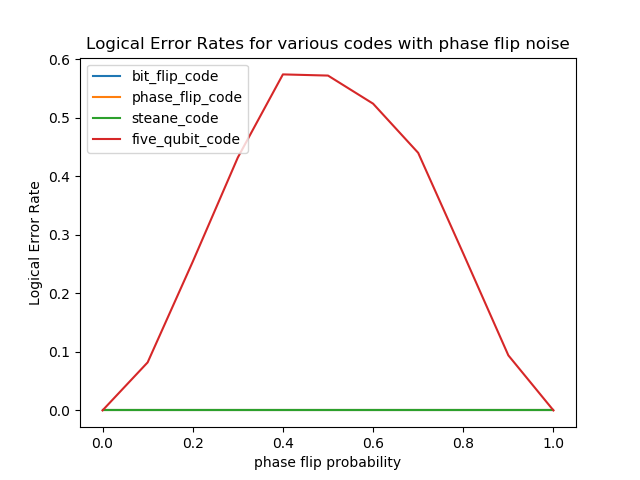 Logical Error Rates for various codes with phase flip noise
bit_flip_code
phase_flip_code
steane_code
five_qubit_code
Logical Error Rate
0.6
0.5
0.4
0.3
0.2
0.1
0.0
0.0 0.2 0.4 0.6 0.8 1.0
phase flip probability